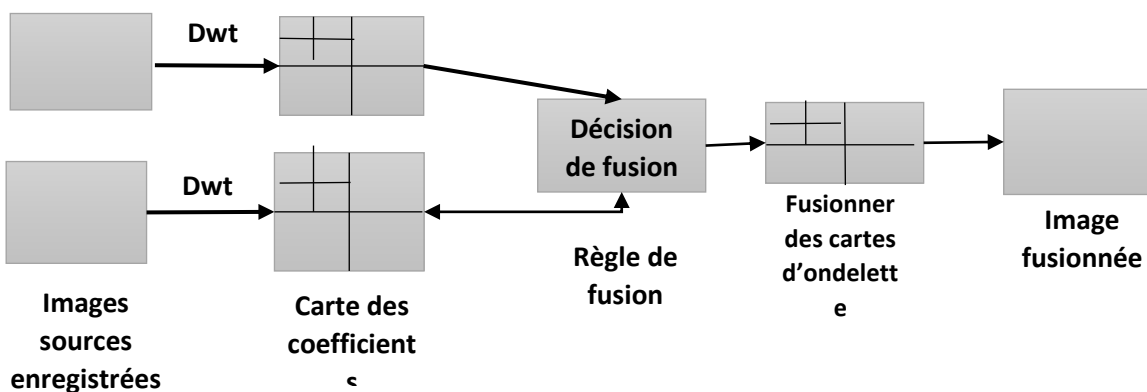 Dwt
Décision
de fusion
Dwt
Fusionner
des cartes
d'ondelett
e
Image
fusionnée
Règle de
fusion
Images
sources
enregistrées
Carte des
coefficient
s